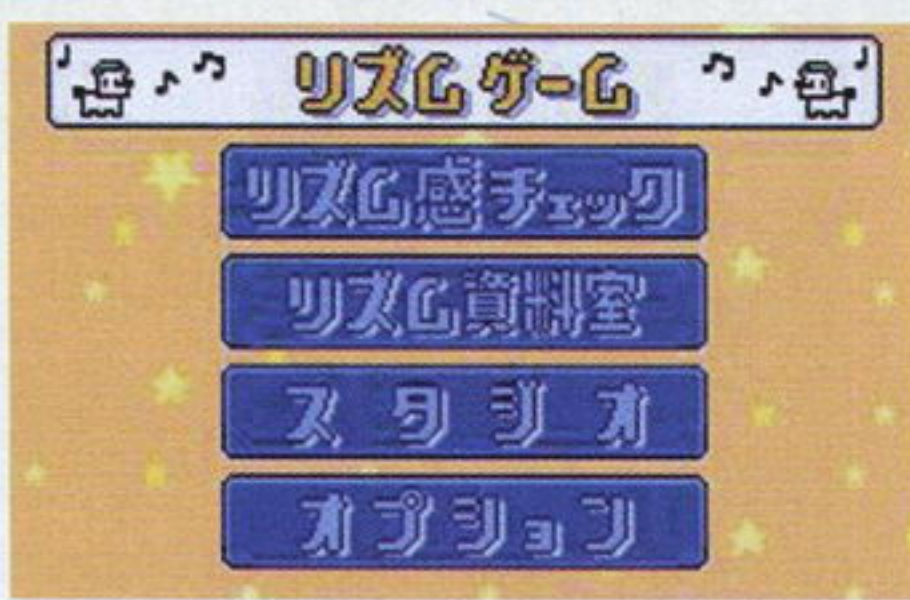 リズムゲーム
リズム感チェック
リズム資料室
スタジオ
オプション